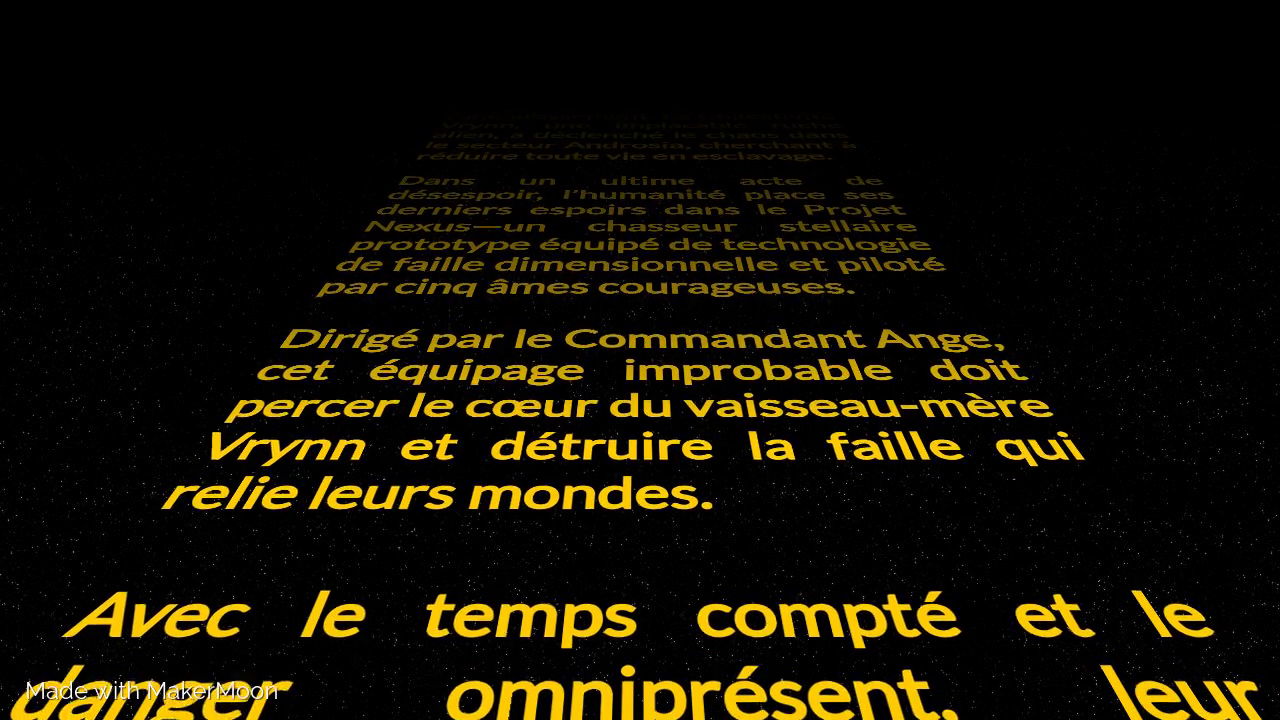 Vrynn, une implacable ruche
alien, a déclenché le chaos dans
le secteur Androsia, cherchant à
réduire toute vie en esclavage.
Dans un ultime acte de
désespoir, l'humanité place ses
derniers espoirs dans le Projet
Nexus—un chasseur stellaire
prototype équipé de technologie
de faille dimensionnelle et piloté
par cinq âmes courageuses.
Dirigé par le Commandant Ange,
cet équipage improbable doit
percer le cœur du vaisseau-mère
Vrynn et détruire la faille qui
relie leurs mondes.
Avec le temps compté et le
danger omniprésent, leur
Made with MakerMoon